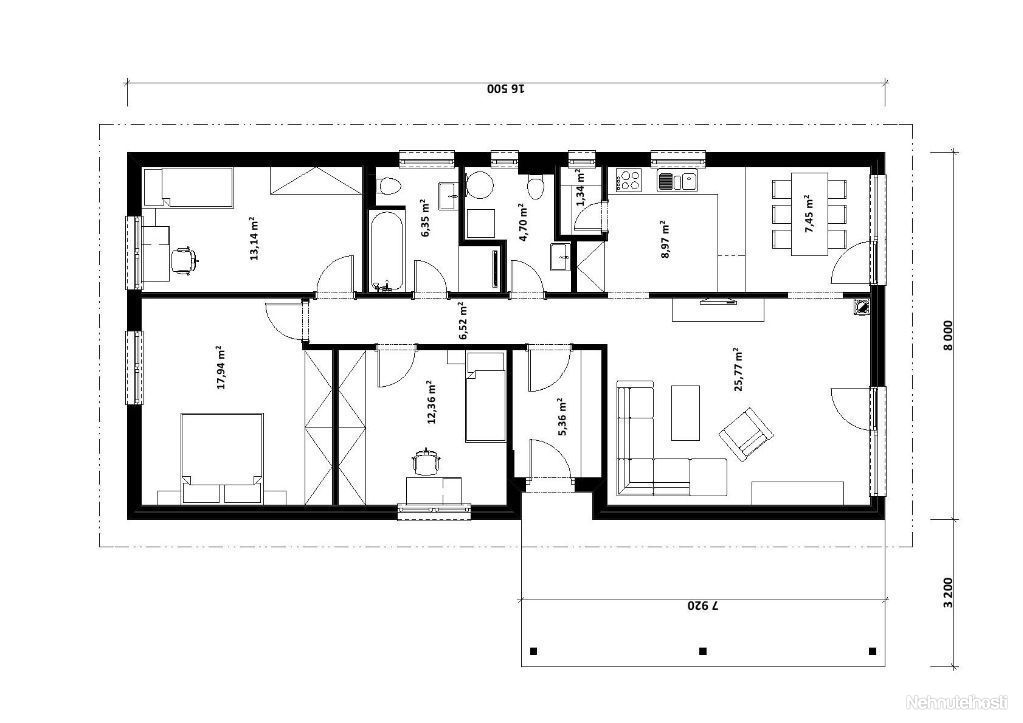 16 500
13,14 m²
6,35 m²
4,70 m²
1,34 m²
8,97 m²
7,45 m²
6,52 m²
17,94 m²
12,36 m²
5,36 m²
25,77 m²
8 000
3 200
7 920
Nehnuteľnosti